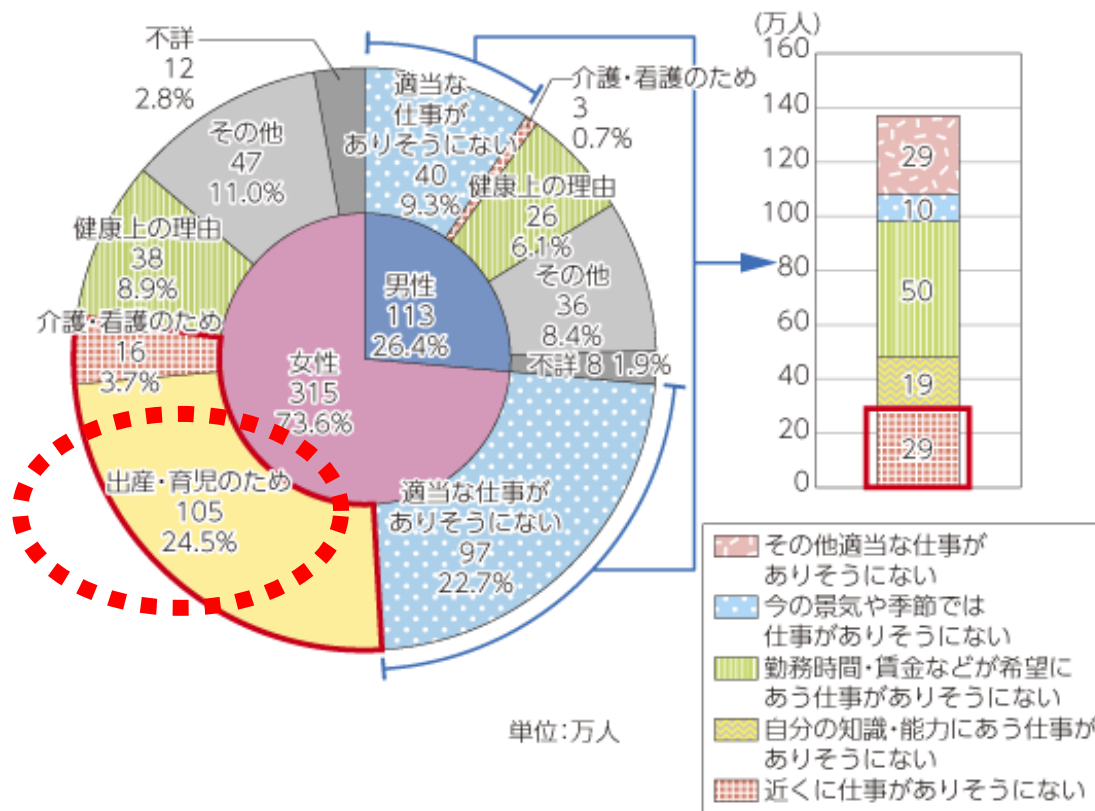 不詳
12
2.8%
その他
47
11.0%
健康上の理由
38
8.9%
介護・看護のため
16
3.7%
出産・育児のため
105
24.5%
女性
315
73.6%
男性
113
26.4%
適当な
仕事が
ありそうにない
40
9.3%
介護・看護のため
3
0.7%
健康上の理由
26
6.1%
その他
36
8.4%
不詳 8 1.9%
適当な仕事が
ありそうにない
97
22.7%
単位:万人
(万人)
160
140
120
100
80
60
40
20
0
29
10
50
19
29
その他適当な仕事が
ありそうにない
今の景気や季節では
仕事がありそうにない
勤務時間・賃金などが希望に
あう仕事がありそうにない
自分の知識・能力にあう仕事が
ありそうにない
近くに仕事がありそうにない